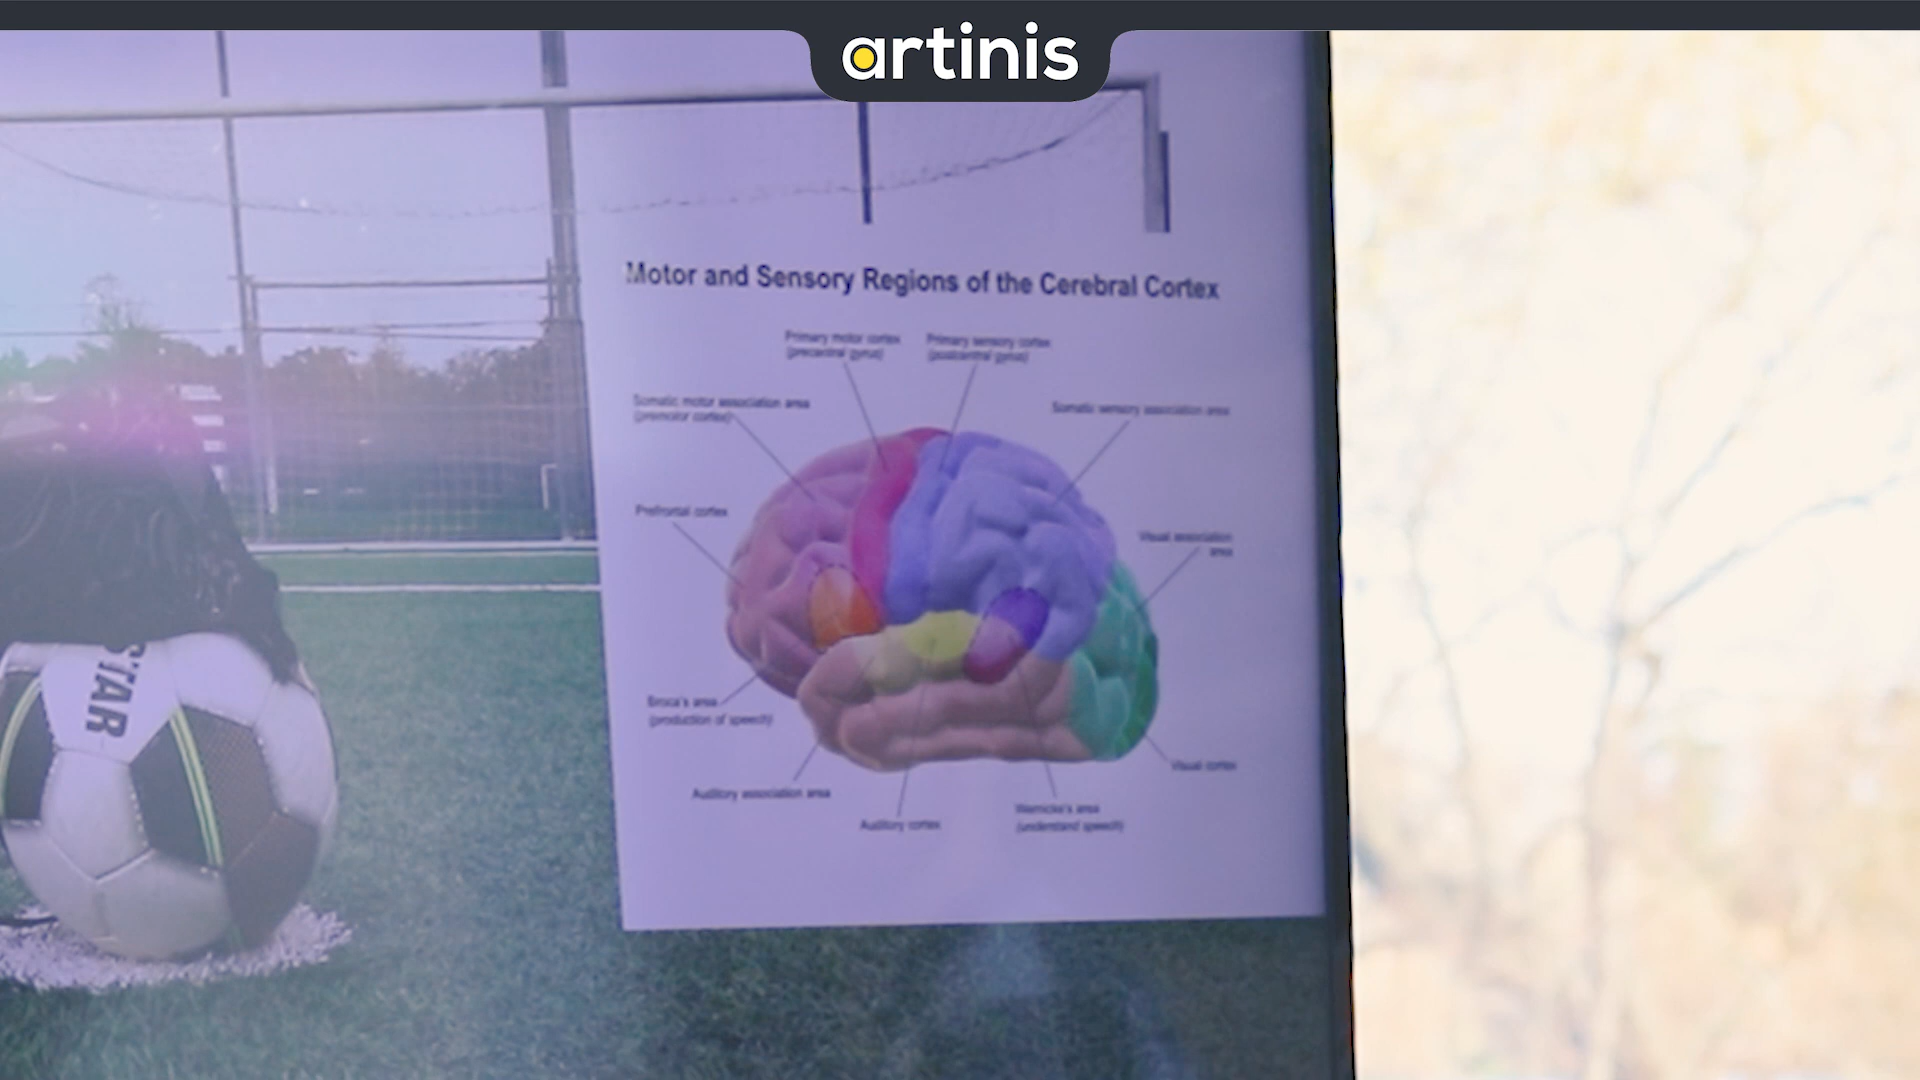 artinis
Motor and Sensory Regions of the Cerebral Cortex
Primary motor cortex
(precentral gyrus)
Primary sensory cortex
(postcentral gyrus)
Somatic motor association area
(premotor cortex)
Somatic sensory association area
Prefrontal cortex
Visual association
area
STAR
Broca's area
(production of speech)
Visual cortex
Auditory association area
Auditory cortex
Wernicke's area
(understand speech)